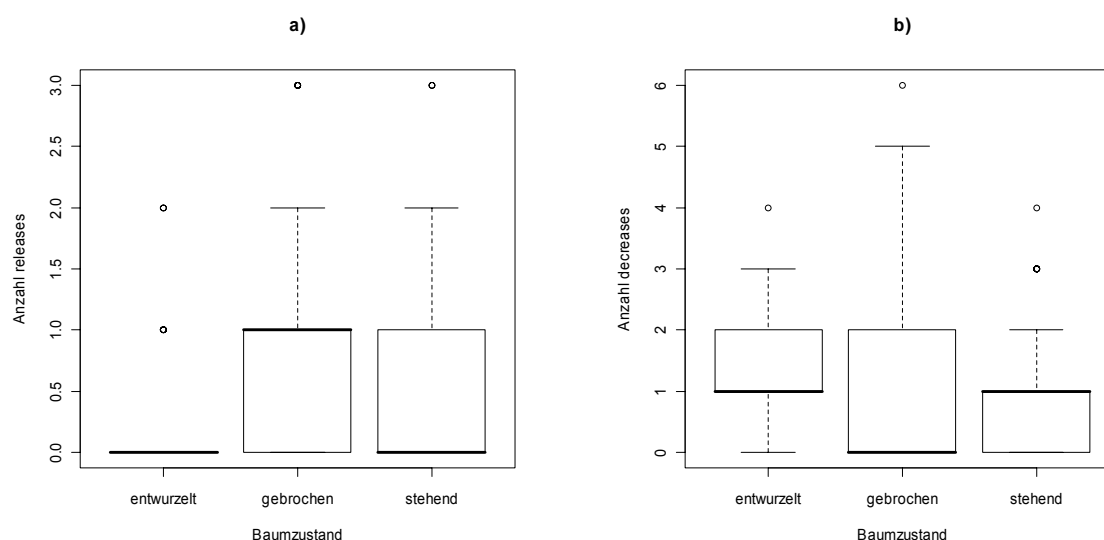 a)
Anzahl releases
3.0
2.5
2.0
1.5
1.0
0.5
0.0
entwurzelt gebrochen stehend
Baumzustand
b)
Anzahl decreases
6
5
4
3
2
1
0
entwurzelt gebrochen stehend
Baumzustand